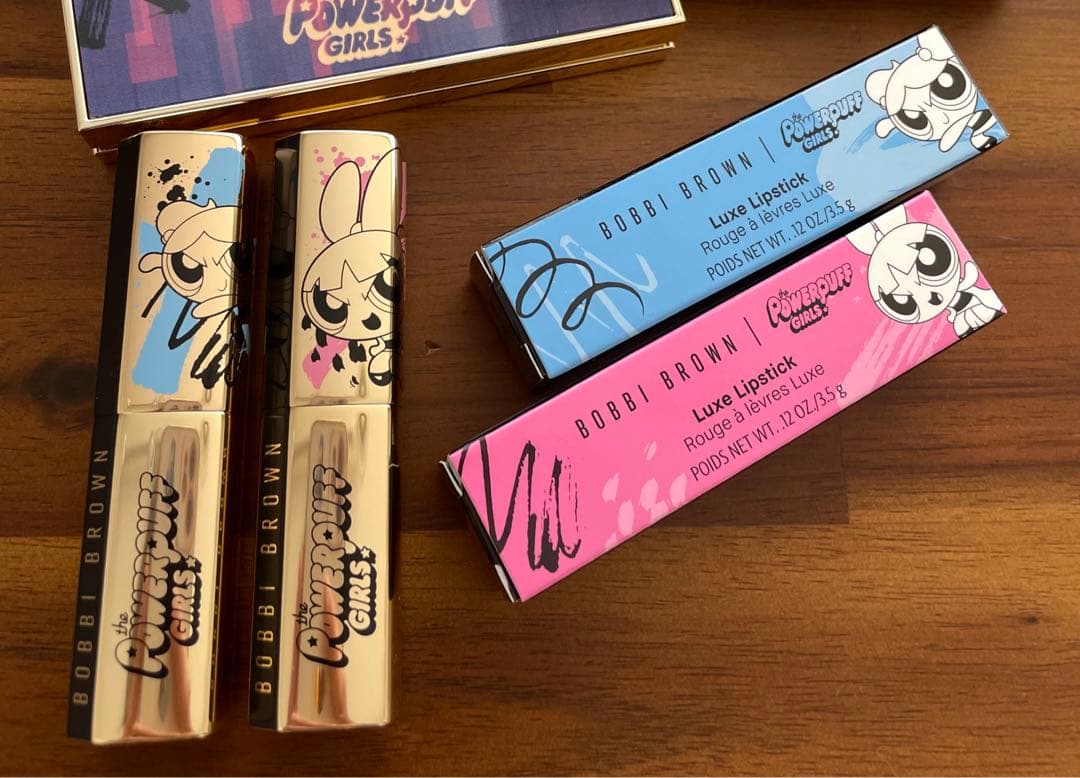 POWERPUFF
GIRLS
BOBBI BROWN
the
POWERPUFF
GIRLS
BOBBI BROWN
the
POWERPUFF
GIRLS
BOBBI BROWN | the POWERPUFF
GIRLS
Luxe Lipstick
Rouge à lèvres Luxe
POIDS NET WT. .12 OZ./3.5 g
BOBBI BROWN | the POWERPUFF
GIRLS
Luxe Lipstick
Rouge à lèvres Luxe
POIDS NET WT. .12 OZ./3.5 g